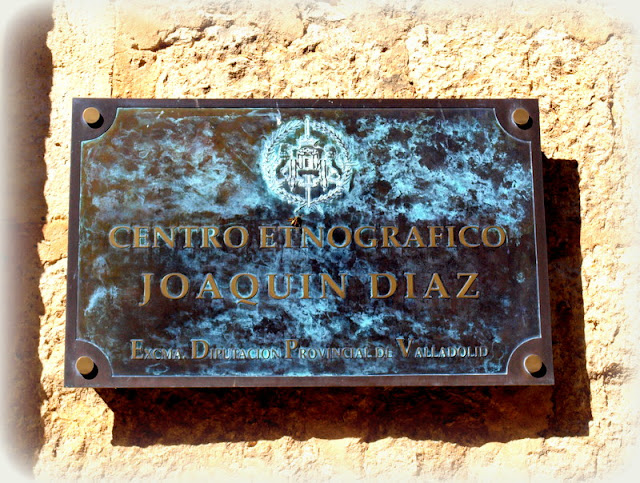 CENTRO ETNOGRAFICO
JOAQUIN DIAZ
EXCMA. DIPUTACION PROVINCIAL DE VALLADOLID